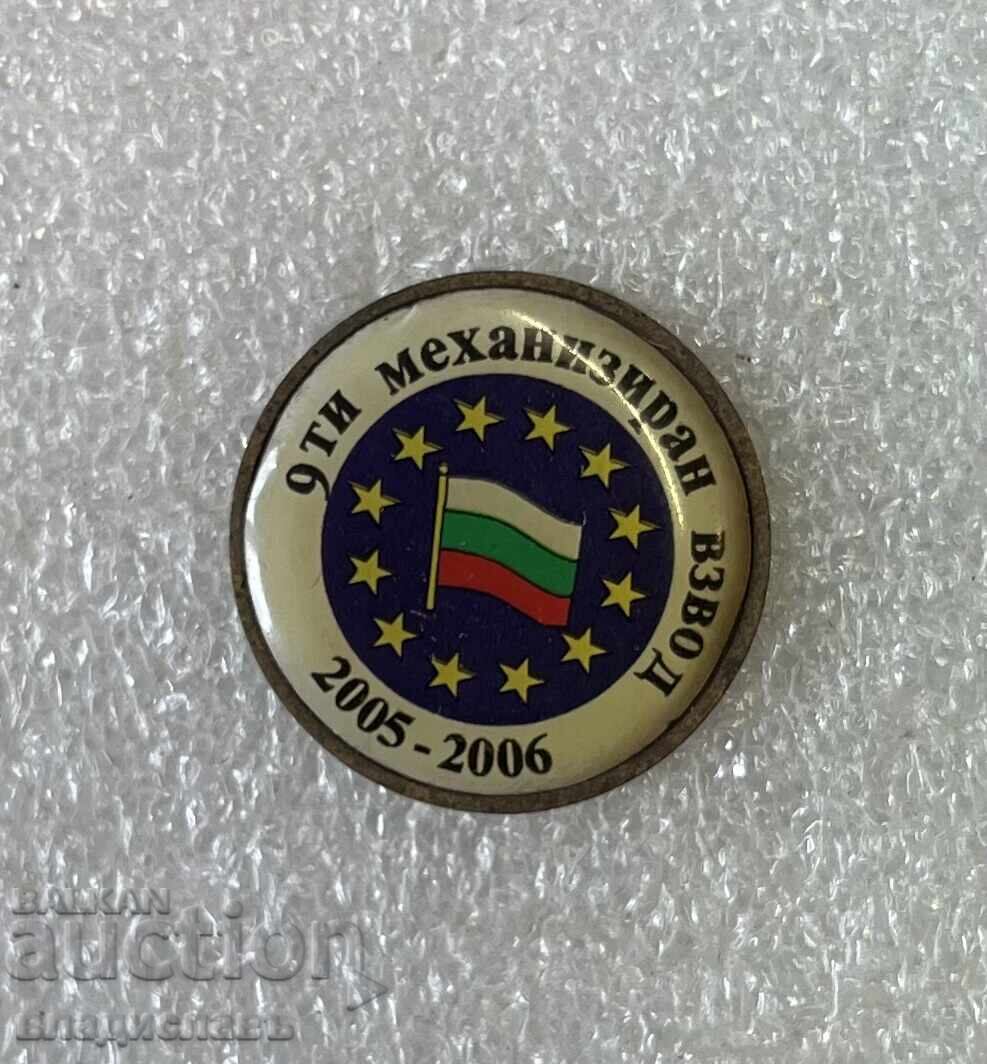 9ти механизиран взвод
2005 - 2006
BALKAN
auction
Владиславъ